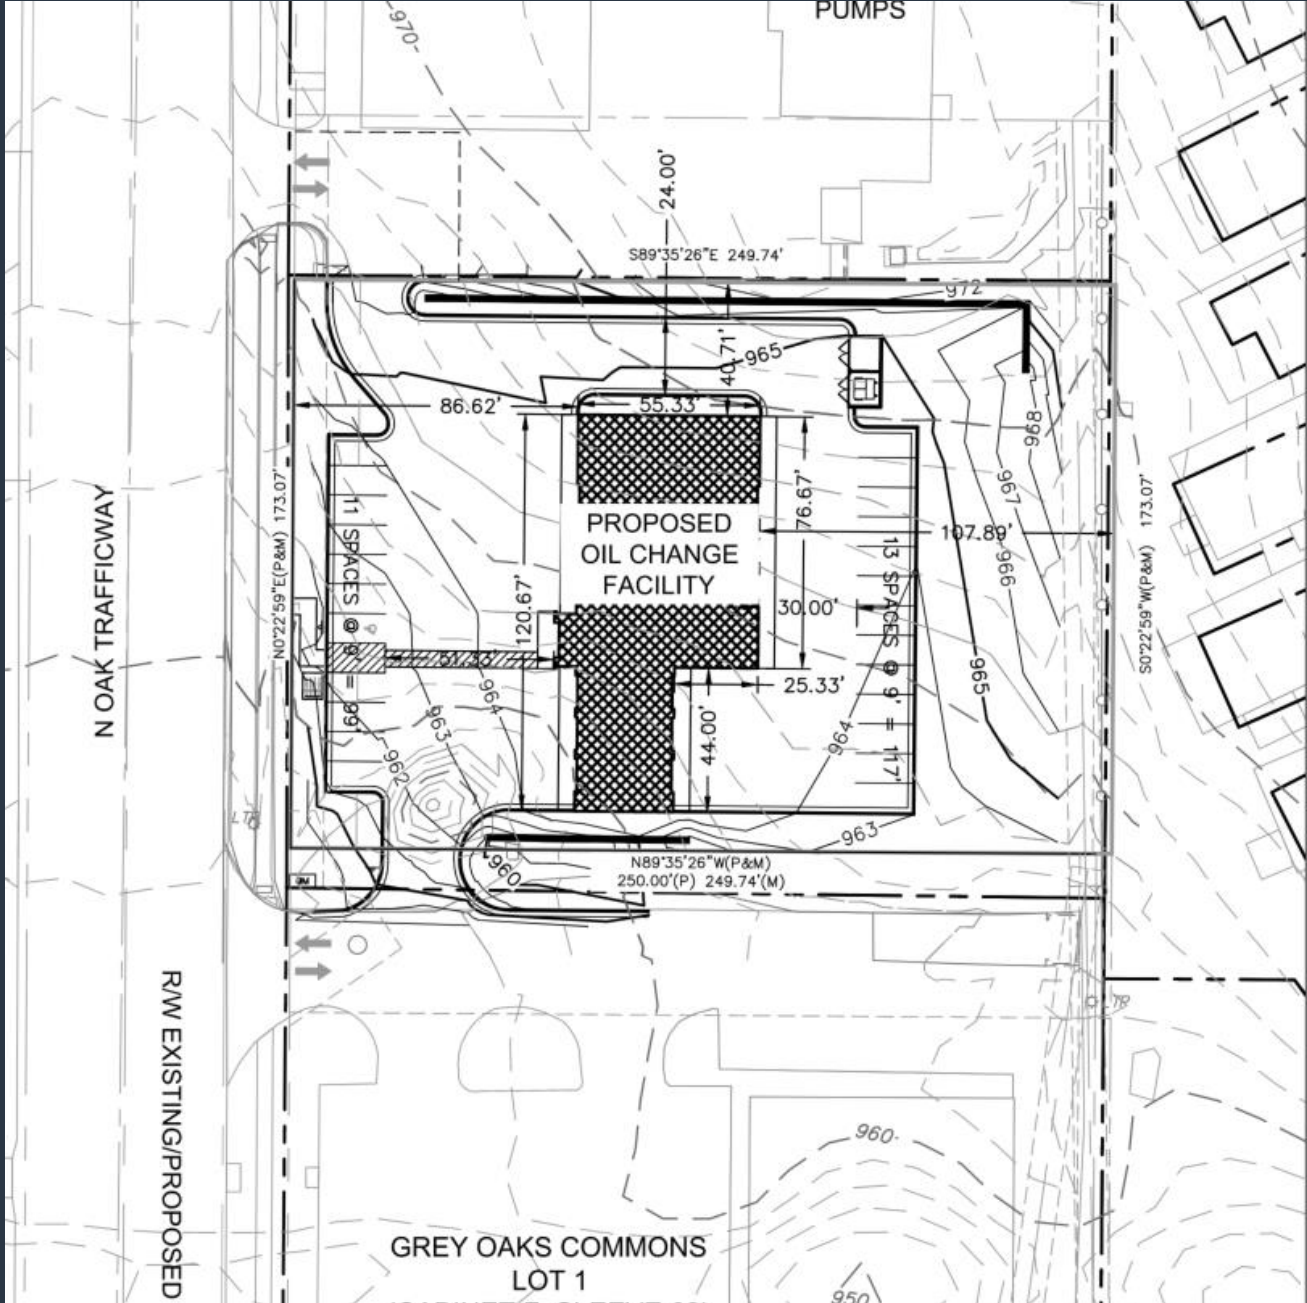 PUMPS
970
24.00'
S89°35'26"E 249.74'
972
965
40.71'
86.62'
55.33'
968
N0°22'59"E(P&M) 173.07'
11 SPACES @ 9' = 99'
120.67'
PROPOSED
OIL CHANGE
FACILITY
76.67'
107.89'
13 SPACES @ 9' = 117'
967
966
S0°22'59"W(P&M) 173.07'
N OAK TRAFFICWAY
30.00'
25.33'
44.00'
965
964
963
962
964
963
960
N89°35'26"W(P&M)
250.00'(P) 249.74'(M)
R/W EXISTING/PROPOSED
960
GREY OAKS COMMONS
LOT 1
950